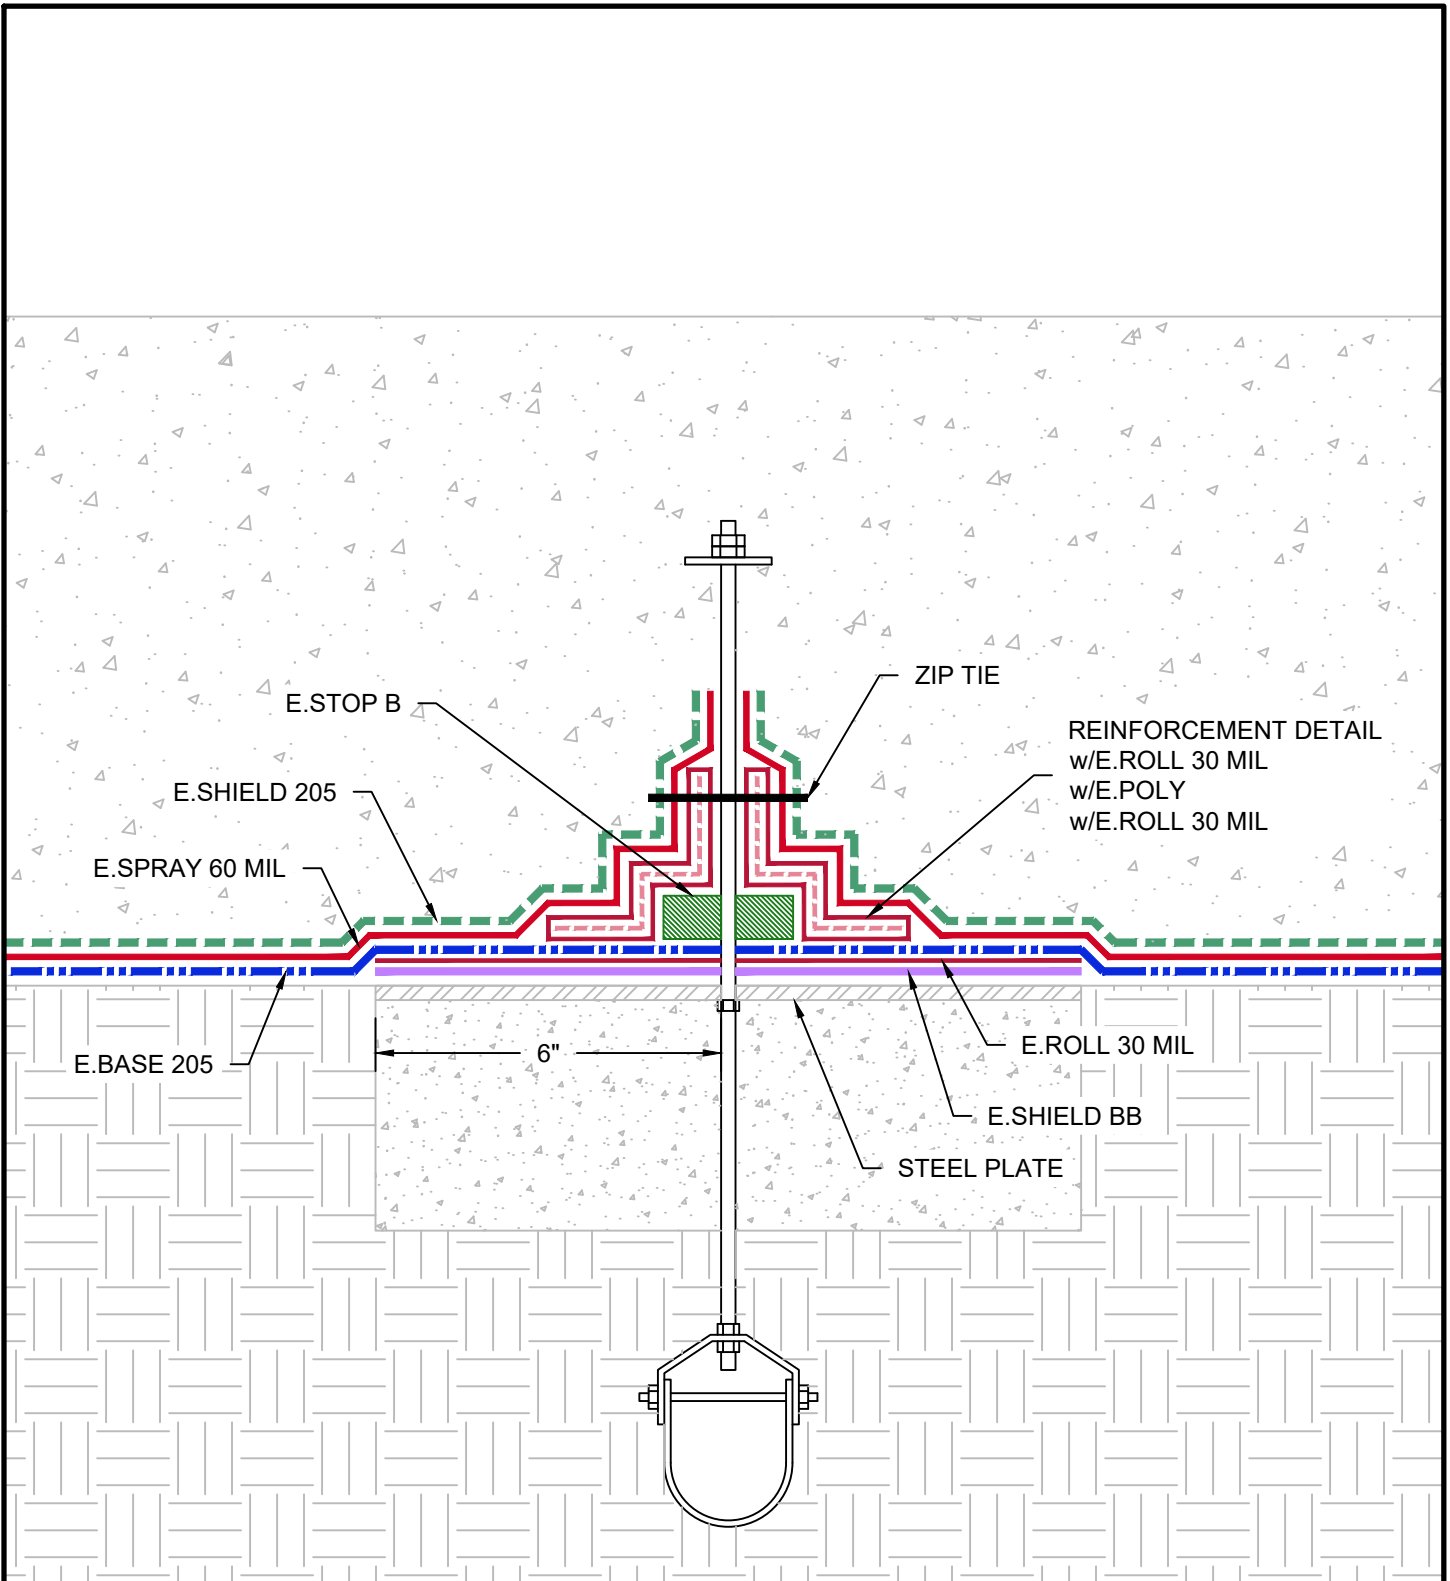 ZIP TIE
E.STOP B
REINFORCEMENT DETAIL
w/E.ROLL 30 MIL
w/E.POLY
w/E.ROLL 30 MIL
E.SHIELD 205
E.SPRAY 60 MIL
E.BASE 205
6"
E.ROLL 30 MIL
E.SHIELD BB
STEEL PLATE